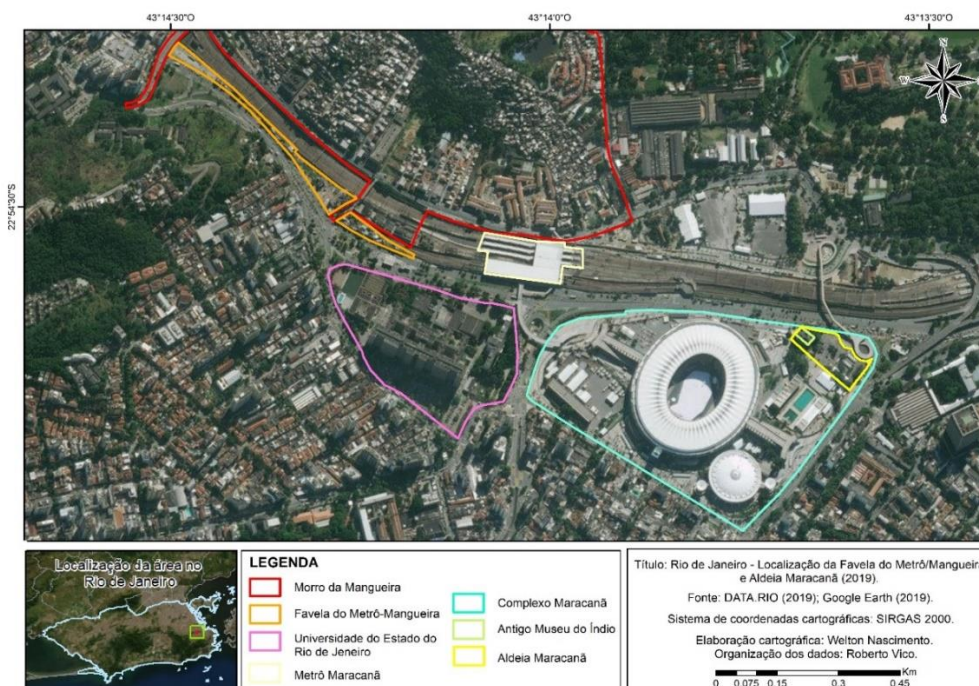 43°14'30"O
43°14'0"O
43°13'30"O
22°54'30"S
N
W
E
S
Localização da área no
Rio de Janeiro
LEGENDA
Morro da Mangueira
Favela do Metrô-Mangueira
Universidade do Estado do
Rio de Janeiro
Metrô Maracanã
Complexo Maracanã
Antigo Museu do Índio
Aldeia Maracanã
Título: Rio de Janeiro - Localização da Favela do Metrô/Mangueira
e Aldeia Maracanã (2019).
Fonte: DATA.RIO (2019); Google Earth (2019).
Sistema de coordenadas cartográficas: SIRGAS 2000.
Elaboração cartográfica: Welton Nascimento.
Organização dos dados: Roberto Vico.
Km
0 0.075 0.15 0.3 0.45